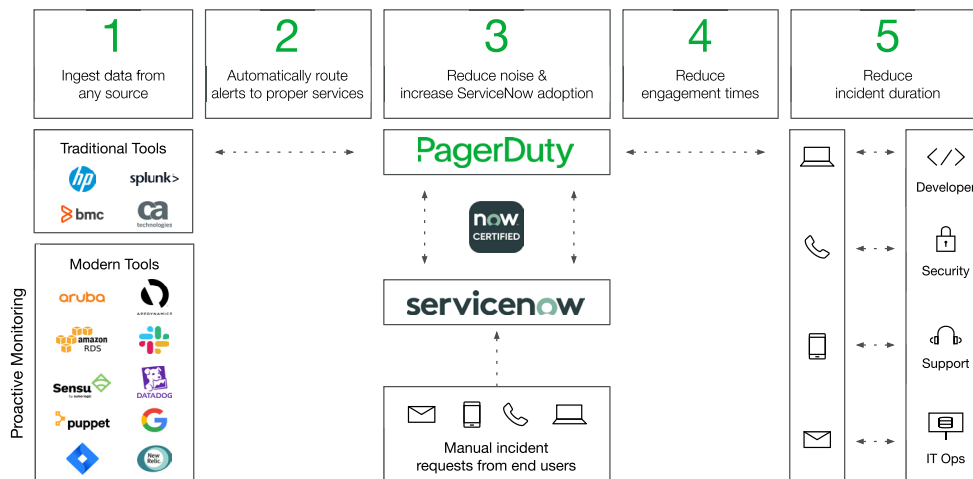 1
Ingest data from
any source
2
Automatically route
alerts to proper services
3
Reduce noise &
increase ServiceNow adoption
4
Reduce
engagement times
5
Reduce
incident duration
Proactive Monitoring
Traditional Tools
hp
splunk>
bmc
ca
technologies
Modern Tools
aruba
APPDYNAMICS
amazon
RDS
Sensu
DATADOG
puppet
G
New
Relic.
PagerDuty
now
CERTIFIED
servicenow
Manual incident
requests from end users
</>
Developer
Security
Support
IT Ops